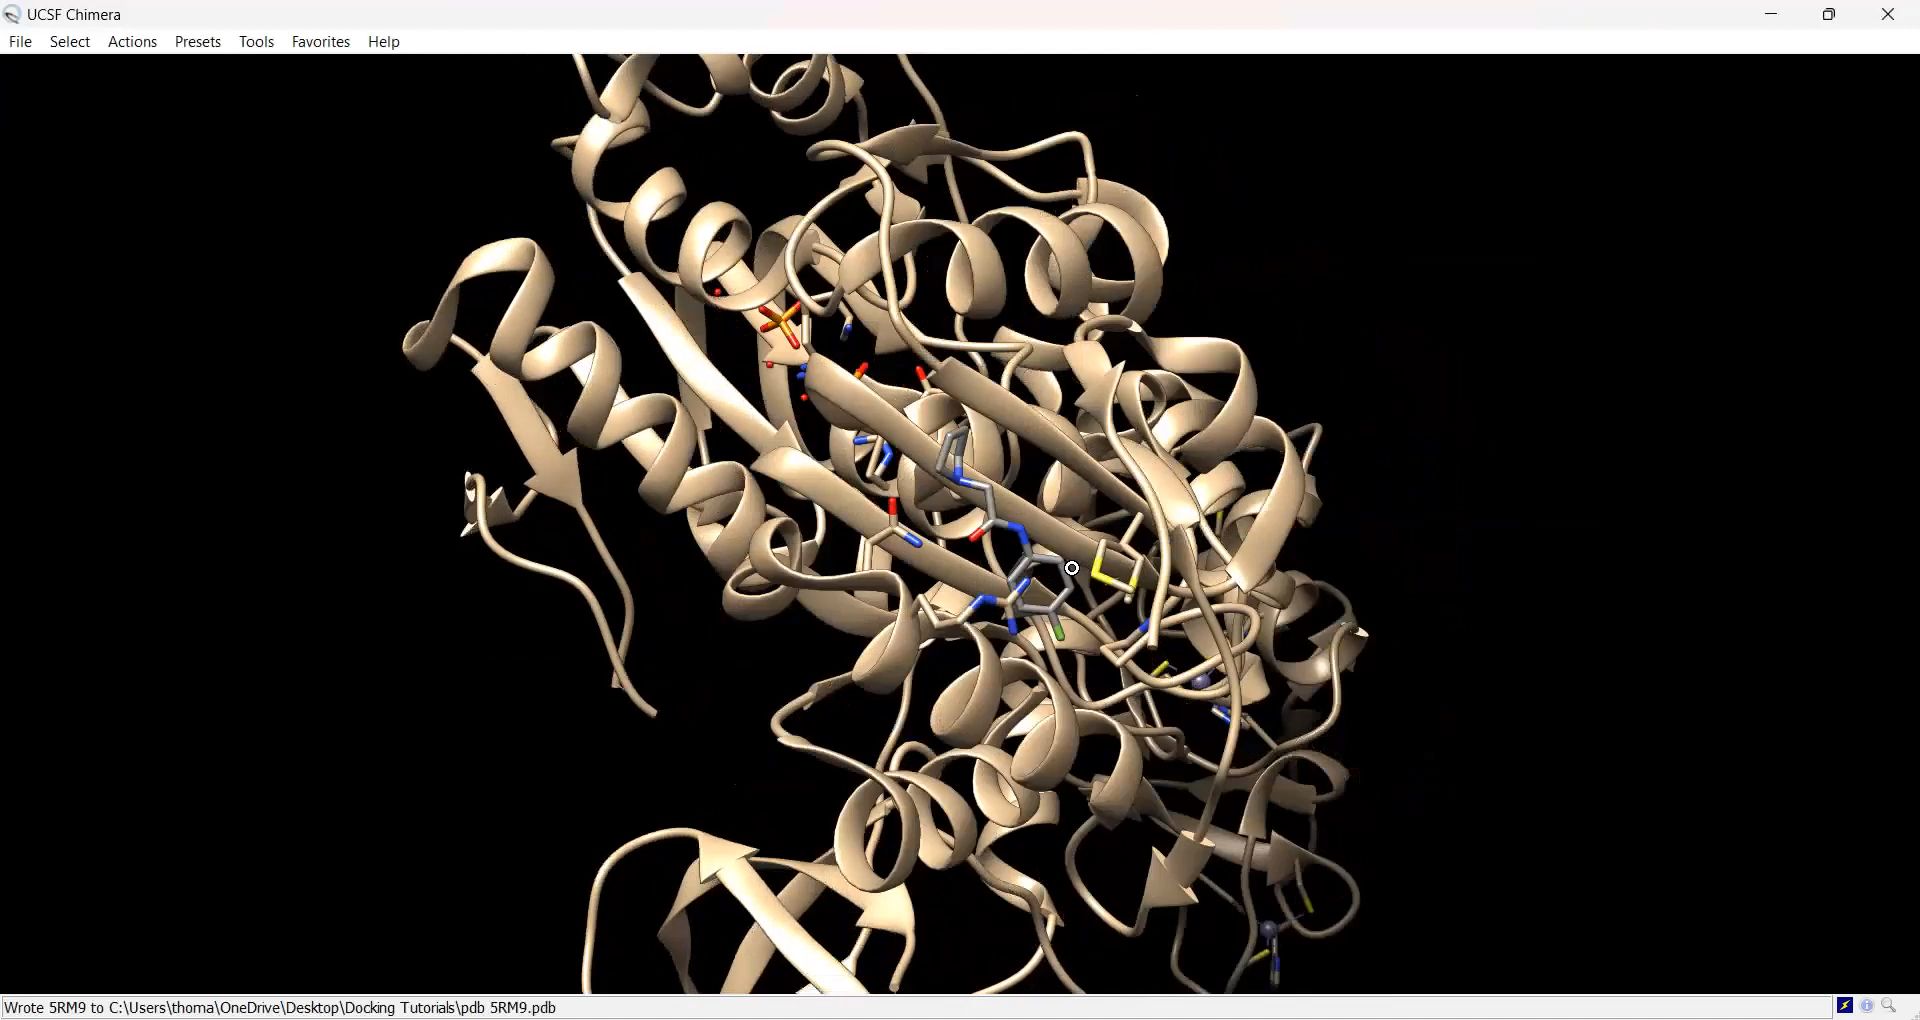 UCSF Chimera
File Select Actions Presets Tools Favorites Help
Wrote 5RM9 to C:\Users\thoma\OneDrive\Desktop\Docking Tutorials\pdb 5RM9.pdb